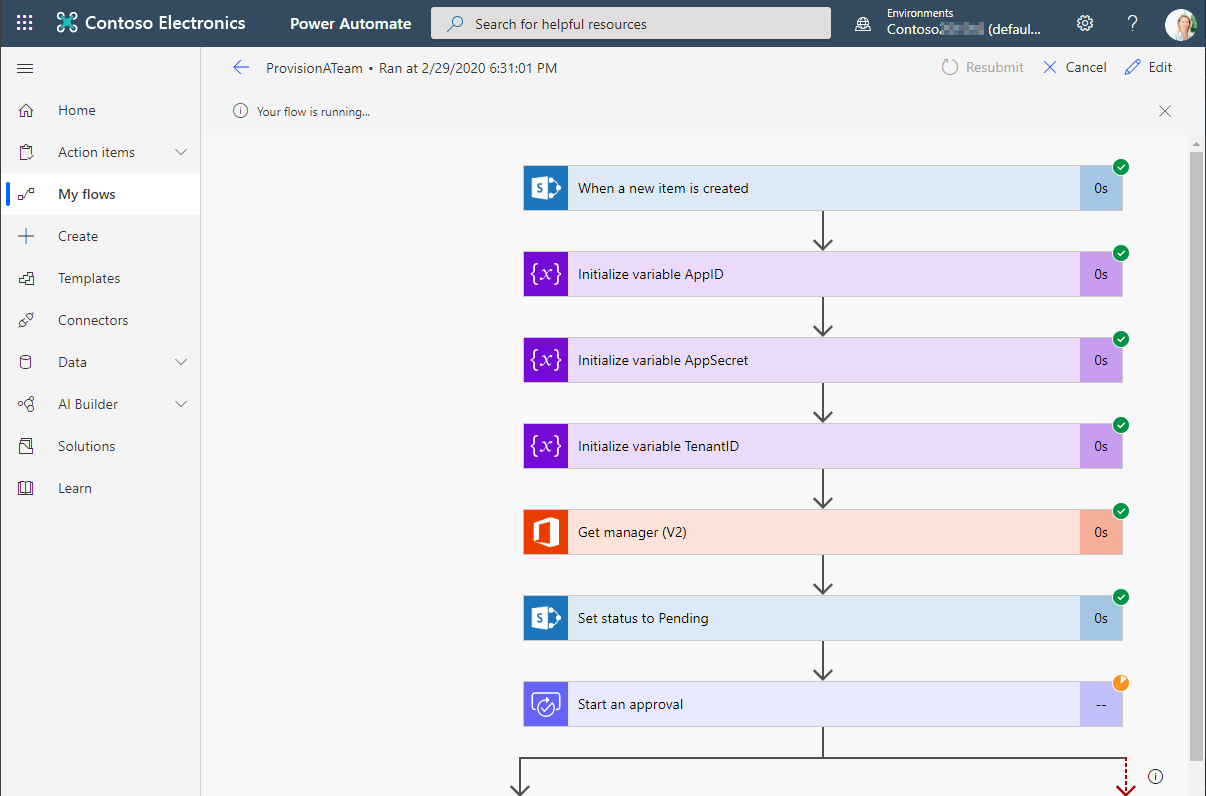 Contoso Electronics
Power Automate
Search for helpful resources
Environments
Contoso (defaul...
ProvisionATeam • Ran at 2/29/2020 6:31:01 PM
Resubmit
Cancel
Edit
Your flow is running...
Home
Action items
My flows
Create
Templates
Connectors
Data
AI Builder
Solutions
Learn
When a new item is created
0s
{x}
Initialize variable AppID
0s
{x}
Initialize variable AppSecret
0s
{x}
Initialize variable TenantID
0s
Get manager (V2)
0s
S
Set status to Pending
0s
Start an approval
--